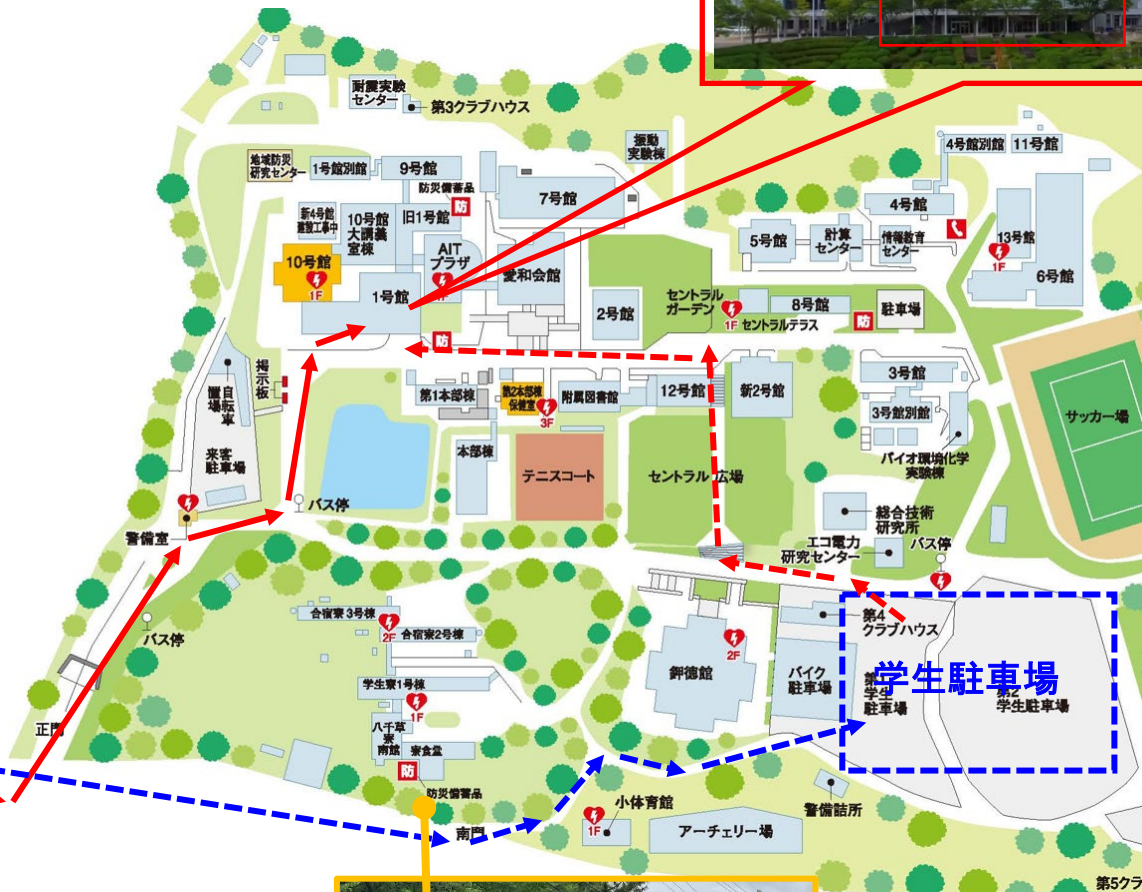 耐震実験
センター
第3クラブハウス
地域防災
研究センター
1号館別館
9号館
防災備蓄品
防
振動
実験棟
4号館別館
11号館
新4号館
建設工事中
10号館
大講義
室棟
旧1号館
7号館
4号館
10号館
1F
AIT
プラザ
愛和会館
5号館
計算
センター
情報教育
センター
13号館
1F
6号館
1号館
2号館
セントラル
ガーデン
1F
セントラルテラス
8号館
防
駐車場
防
掲示板
自転車
置場
来客
駐車場
第1本部棟
第2本部棟
保健室
3F
附属図書館
12号館
新2号館
3号館
3号館別館
サッカー場
本部棟
テニスコート
セントラル 広場
バイオ環境化学
実験棟
バス停
警備室
総合技術
研究所
エコ電力
研究センター
バス停
合宿寮3号棟
2F
合宿寮2号棟
バス停
鉀徳館
2F
第4
クラブハウス
学生駐車場
バイク
駐車場
学生
駐車場
第2
学生駐車場
学生寮1号棟
1F
八千草
寮
南館
寮食堂
防
防災備蓄品
正門
南門
小体育館
1F
アーチェリー場
警備詰所
第5クラ